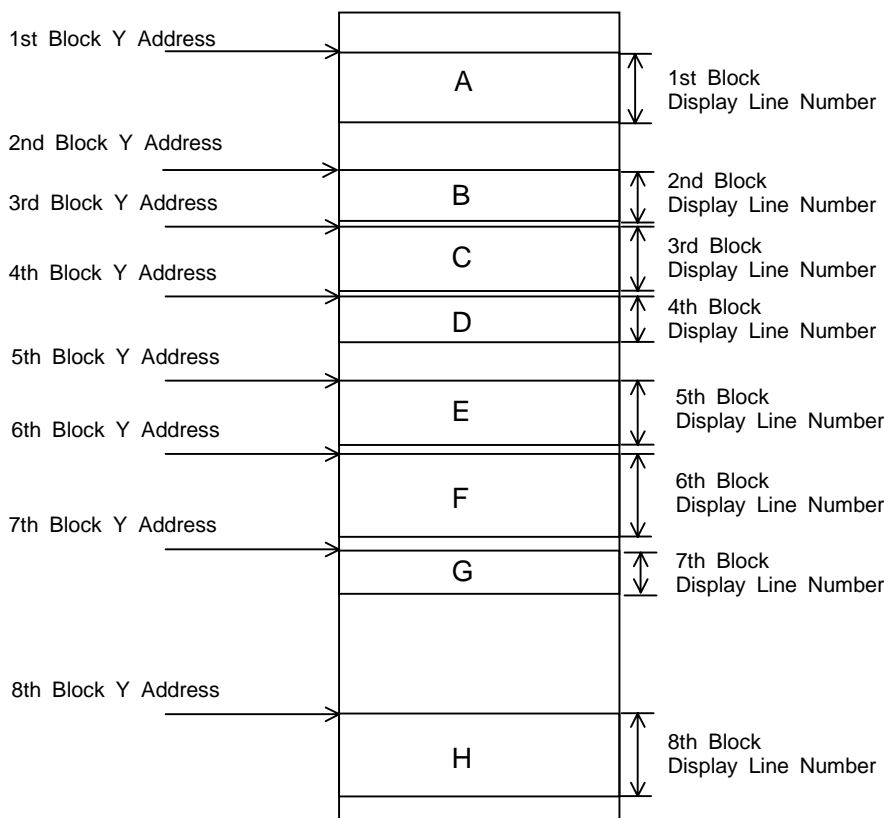 1st Block Y Address
A
1st Block
Display Line Number
2nd Block Y Address
B
2nd Block
Display Line Number
3rd Block Y Address
C
3rd Block
Display Line Number
4th Block Y Address
D
4th Block
Display Line Number
5th Block Y Address
E
5th Block
Display Line Number
6th Block Y Address
F
6th Block
Display Line Number
7th Block Y Address
G
7th Block
Display Line Number
8th Block Y Address
H
8th Block
Display Line Number